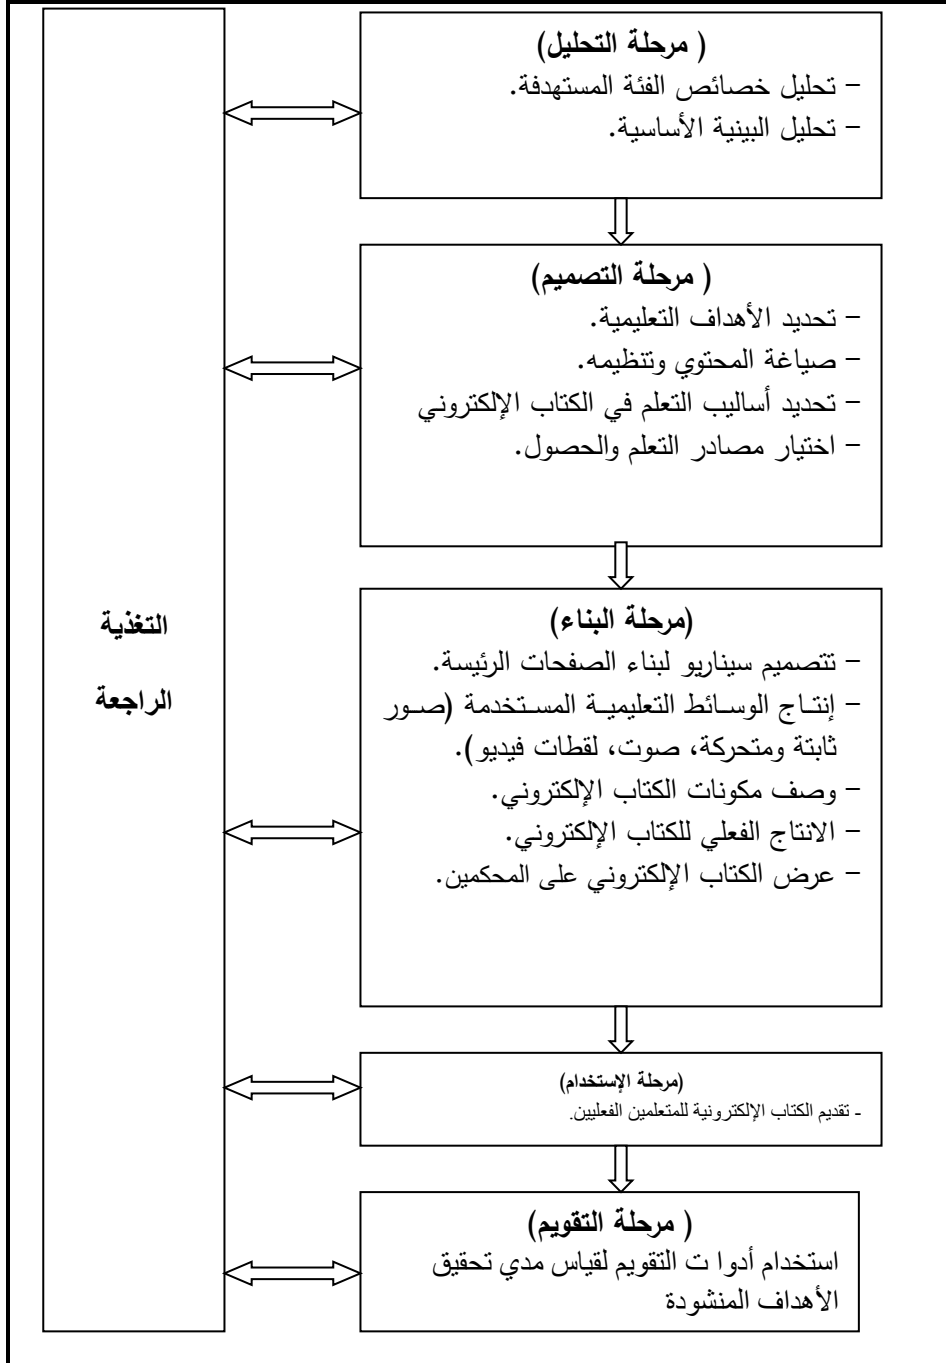 ( مرحلة التحليل)
– تحليل خصائص الفئة المستهدفة.
– تحليل البينية الأساسية.
( مرحلة التصميم)
– تحديد الأهداف التعليمية.
– صياغة المحتوي وتنظيمه.
– تحديد أساليب التعلم في الكتاب الإلكتروني
– اختيار مصادر التعلم والحصول.
(مرحلة البناء)
– تتصميم سيناريو لبناء الصفحات الرئيسة.
– إنتاج الوسائط التعليمية المستخدمة (صور
ثابتة ومتحركة، صوت، لقطات فيديو).
– وصف مكونات الكتاب الإلكتروني.
– الانتاج الفعلي للكتاب الإلكتروني.
– عرض الكتاب الإلكتروني على المحكمين.
(مرحلة الإستخدام)
- تقديم الكتاب الإلكترونية للمتعلمين الفعليين.
( مرحلة التقويم)
استخدام أدوا ت التقويم لقياس مدي تحقيق
الأهداف المنشودة
التغذية
الراجعة